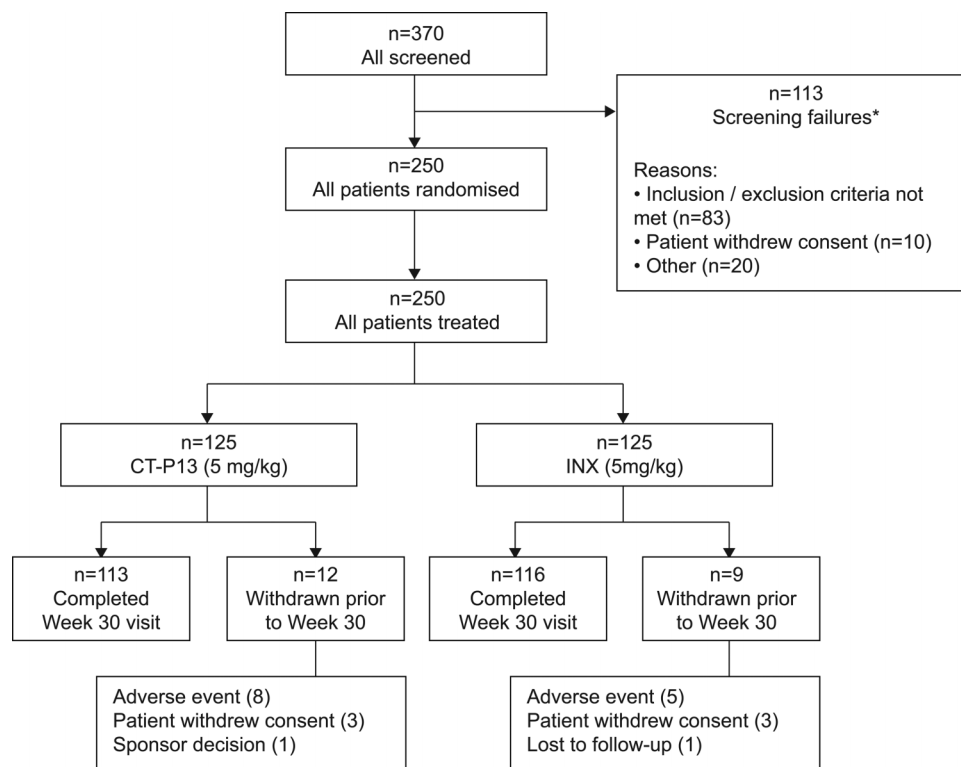 n=370
All screened
n=113
Screening failures*
Reasons:
• Inclusion / exclusion criteria not
met (n=83)
• Patient withdrew consent (n=10)
• Other (n=20)
n=250
All patients randomised
n=250
All patients treated
n=125
CT-P13 (5 mg/kg)
n=125
INX (5mg/kg)
n=113
Completed
Week 30 visit
n=12
Withdrawn prior
to Week 30
n=116
Completed
Week 30 visit
n=9
Withdrawn prior
to Week 30
Adverse event (8)
Patient withdrew consent (3)
Sponsor decision (1)
Adverse event (5)
Patient withdrew consent (3)
Lost to follow-up (1)